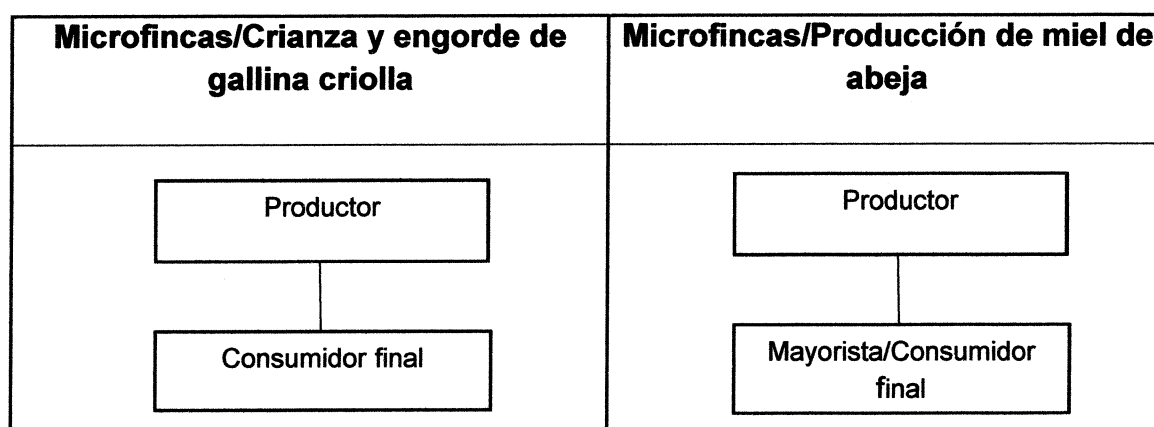 Microfincas/Crianza y engorde de
gallina criolla
Microfincas/Producción de miel de
abeja
Productor
Consumidor final
Productor
Mayorista/Consumidor
final